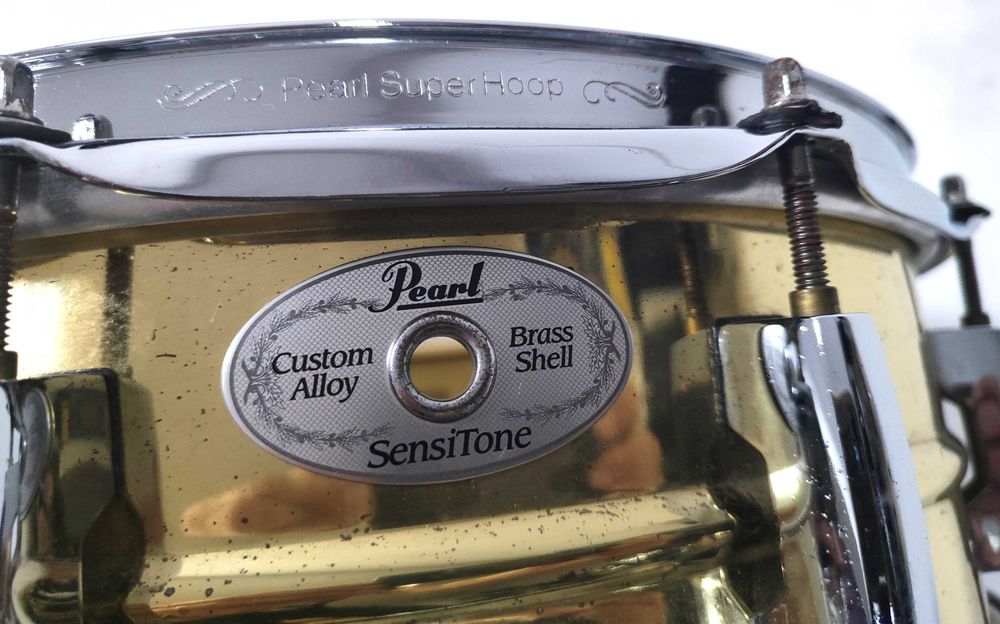 Pearl SuperHoop
Pearl
Custom
Alloy
Brass
Shell
SensiTone